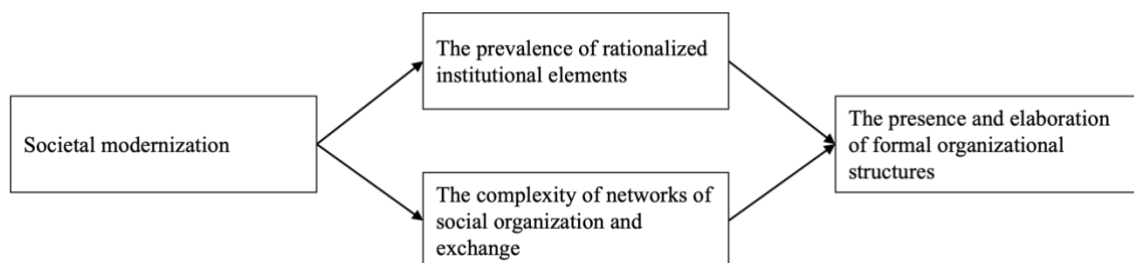 The prevalence of rationalized
institutional elements
Societal modernization
The presence and elaboration
of formal organizational
structures
The complexity of networks of
social organization and
exchange